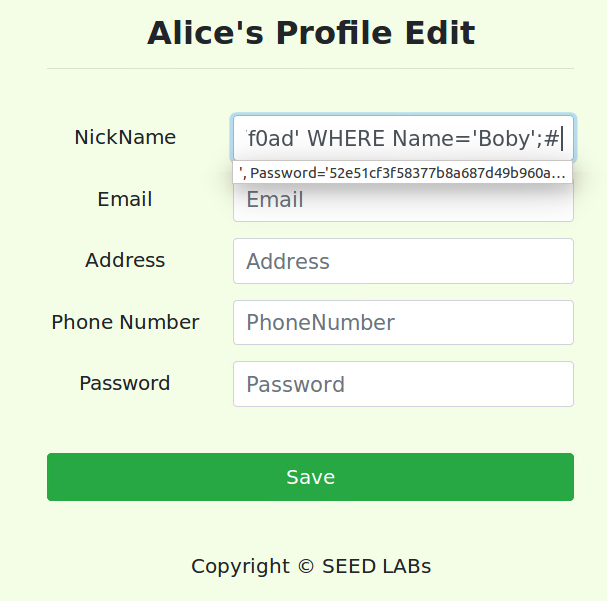 Alice's Profile Edit
NickName
'f0ad' WHERE Name='Boby';#
', Password='52e51cf3f58377b8a687d49b960a...
Email
Email
Address
Address
Phone Number
PhoneNumber
Password
Password
Save
Copyright © SEED LABs